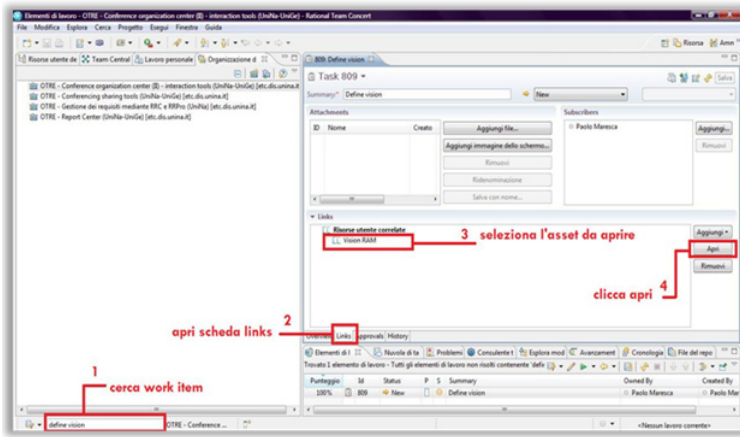 Elementi di lavoro - OTRE - Conference organization center (B) - interaction tools (UniNa-UniGe) - Rational Team Concert
File Modifica Esplora Cerca Progetto Esegui Finestra Guida
Risorsa Amn
Risorse utente de Team Central Lavoro personale Organizzazione d
809: Define vision
OTRE - Conference organization center (B) - interaction tools (UniNa-UniGe) [etc.dis.unina.it]
OTRE - Conferencing sharing tools (UniNa-UniGe) [etc.dis.unina.it]
OTRE - Gestione dei requisiti mediante RRC e RRPro (UniNa) [etc.dis.unina.it]
OTRE - Report Center (UniNa-UniGe) [etc.dis.unina.it]
Task 809
Salva
Summary:* Define vision
New
Attachments
Subscribers
ID Nome Creato
Aggiungi file...
Aggiungi immagine dello schermo...
Rimuovi
Ridenominazione
Salva con nome...
Paolo Maresca
Aggiungi...
Rimuovi
Links
Risorse utente correlate
Vision RAM
3 seleziona l'asset da aprire
Aggiungi
Apri
Rimuovi
4
clicca apri
2
apri scheda links
Overview Links Approvals History
Elementi di l Nuvola di ta Problemi Consulente t Esplora mod Avanzament Cronologia File del repo
Trovato 1 elemento di lavoro - Tutti gli elementi di lavoro non risolti contenente 'defir
Punteggio Id Status P S Summary Owned By Created By
100% 809 New Define vision Paolo Maresca Paolo Mar
1
cerca work item
define vision
OTRE - Conference ...
<Nessun lavoro corrente>